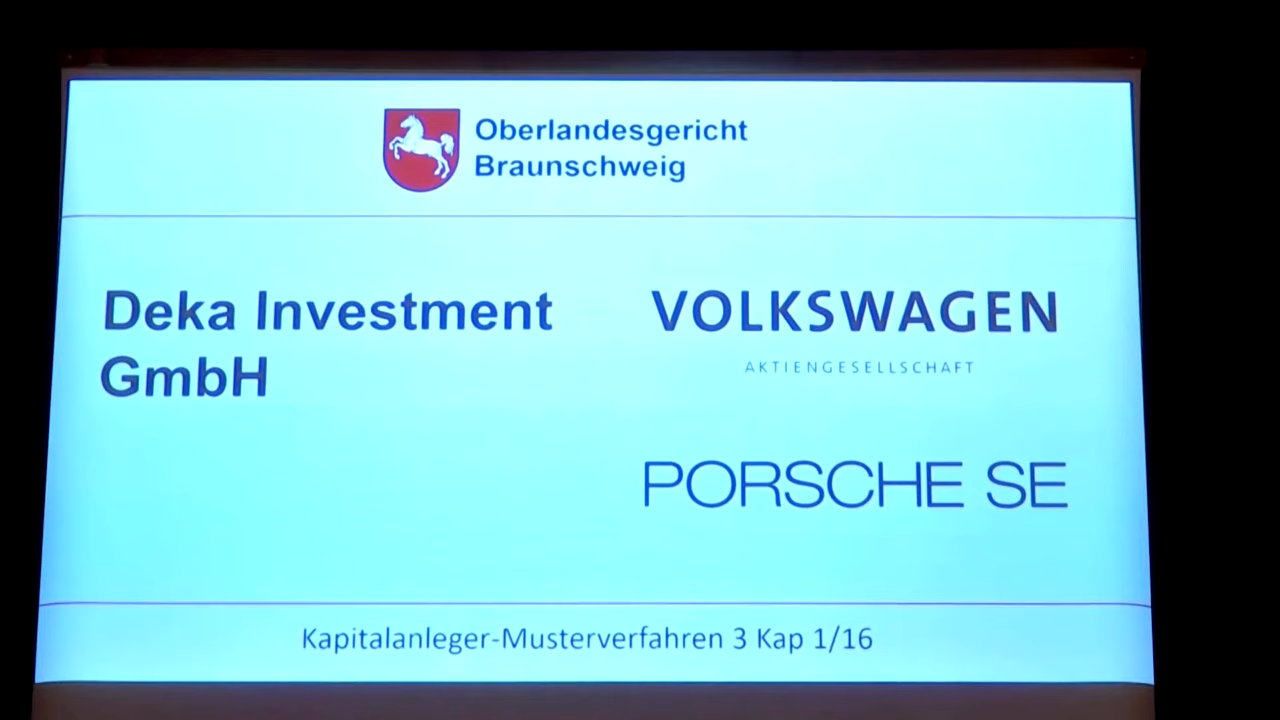 Oberlandesgericht
Braunschweig
Deka Investment
GmbH
VOLKSWAGEN
AKTIENGESELLSCHAFT
PORSCHE SE
Kapitalanleger-Musterverfahren 3 Kap 1/16